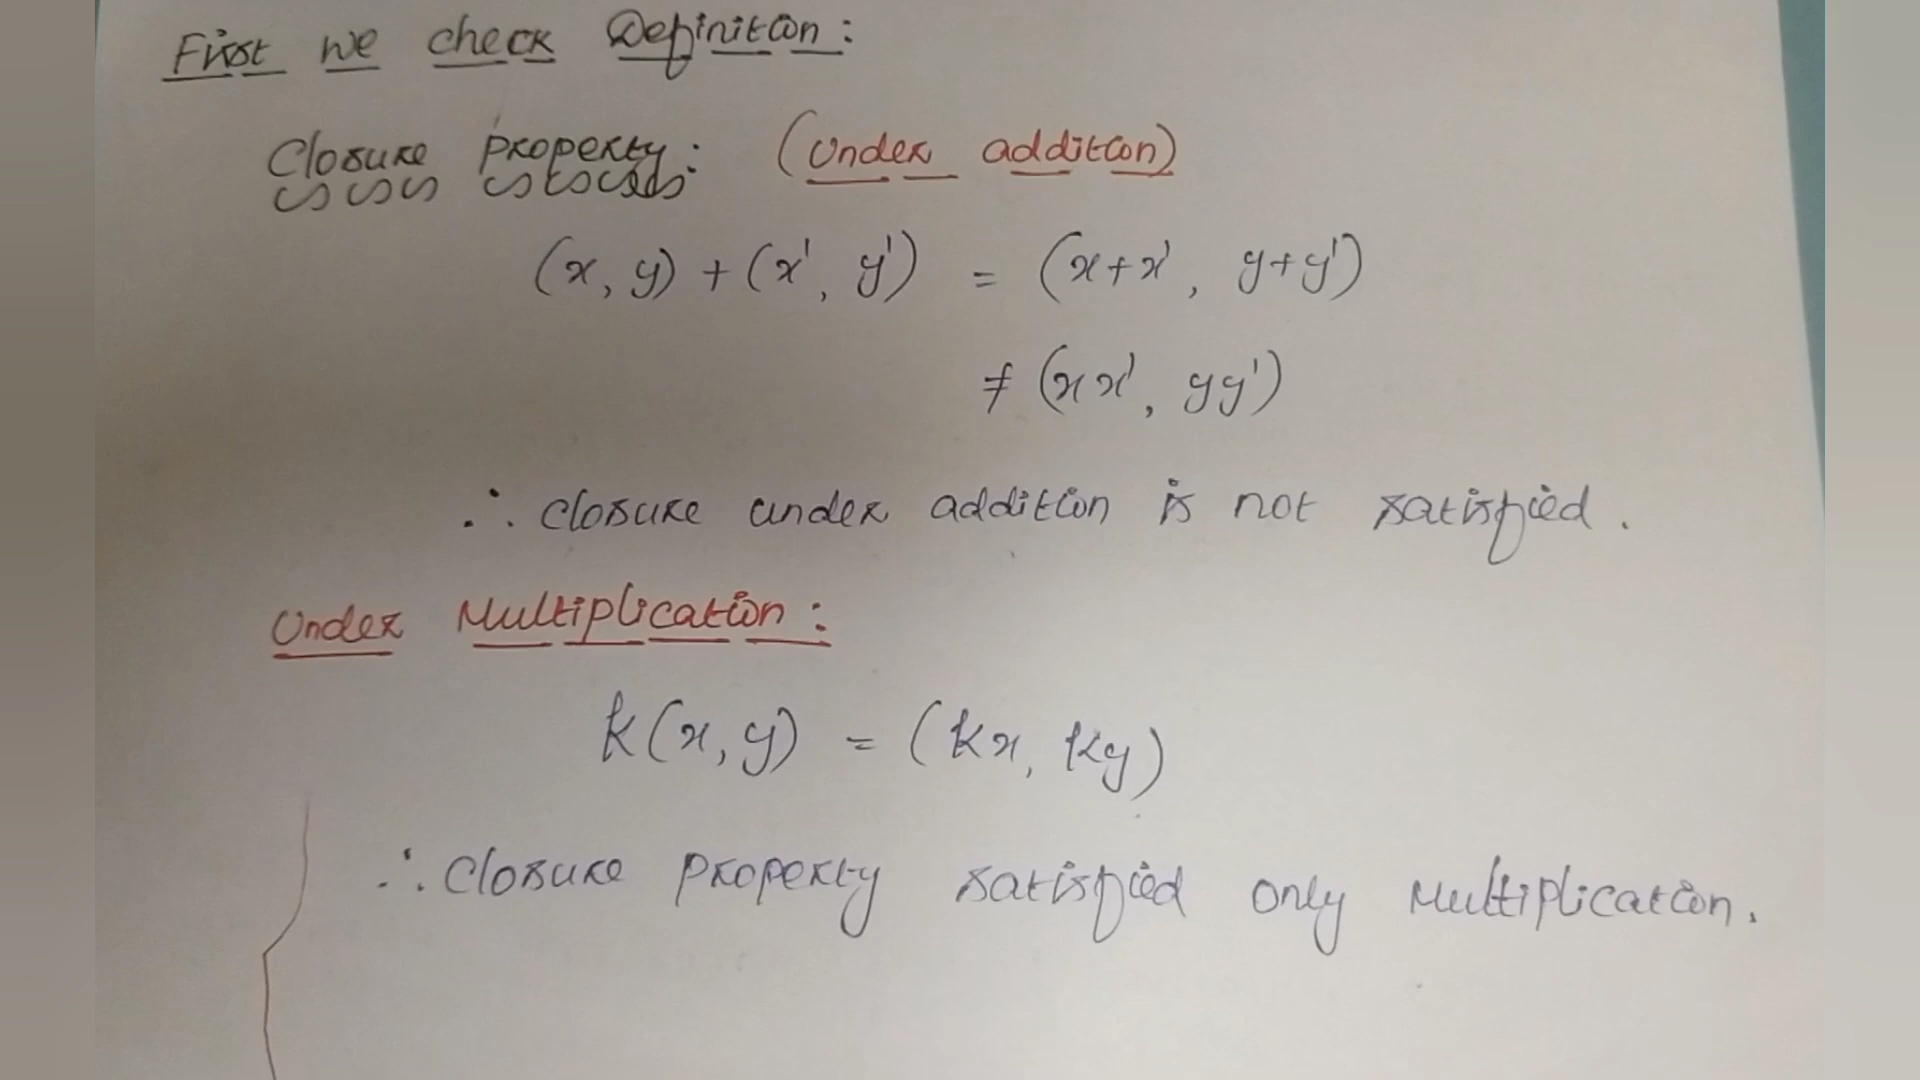 First we check Definition:
Closure property: (Under addition)
(x, y) + (x', y') = (x+x', y+y')
≠ (xx', yy')
∴ closure under addition is not satisfied.
Under Multiplication:
k(x, y) = (kx, ky)
∴ closure property satisfied only Multiplication.